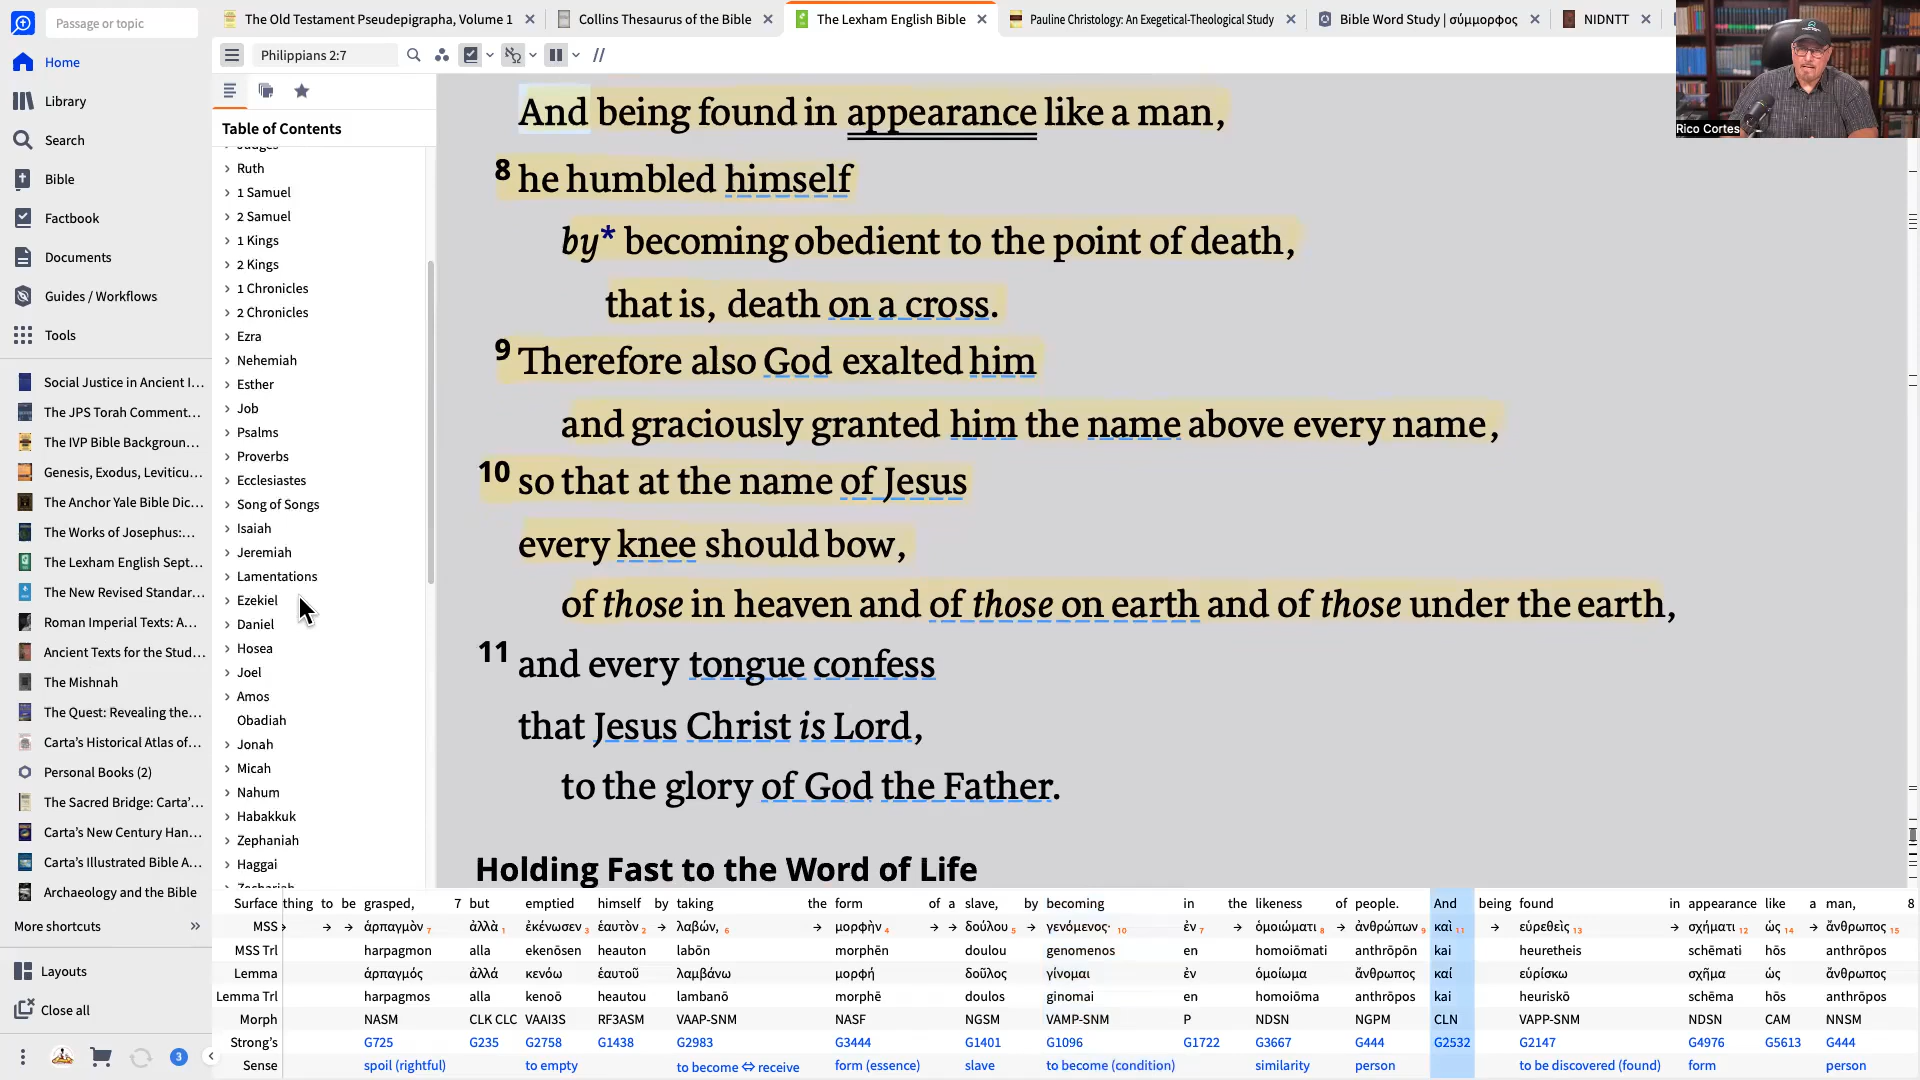 Passage or topic
Home
Library
Search
Bible
Factbook
Documents
Guides / Workflows
Tools
Social Justice in Ancient I…
The JPS Torah Comment…
The IVP Bible Backgroun…
Genesis, Exodus, Leviticu…
The Anchor Yale Bible Dic…
The Works of Josephus:…
The Lexham English Sept…
The New Revised Standar…
Roman Imperial Texts: A…
Ancient Texts for the Stud…
The Mishnah
The Quest: Revealing the…
Carta's Historical Atlas of…
Personal Books (2)
The Sacred Bridge: Carta'…
Carta's New Century Han…
Carta's Illustrated Bible A…
Archaeology and the Bible
More shortcuts »
Layouts
Close all
3
The Old Testament Pseudepigrapha, Volume 1
Collins Thesaurus of the Bible
The Lexham English Bible
Pauline Christology: An Exegetical-Theological Study
Bible Word Study | σύμμορφος
NIDNTT
Philippians 2:7
Table of Contents
Judges
Ruth
1 Samuel
2 Samuel
1 Kings
2 Kings
1 Chronicles
2 Chronicles
Ezra
Nehemiah
Esther
Job
Psalms
Proverbs
Ecclesiastes
Song of Songs
Isaiah
Jeremiah
Lamentations
Ezekiel
Daniel
Hosea
Joel
Amos
Obadiah
Jonah
Micah
Nahum
Habakkuk
Zephaniah
Haggai
Zechariah
And being found in appearance like a man,
8 he humbled himself
by* becoming obedient to the point of death,
that is, death on a cross.
9 Therefore also God exalted him
and graciously granted him the name above every name,
10 so that at the name of Jesus
every knee should bow,
of those in heaven and of those on earth and of those under the earth,
11 and every tongue confess
that Jesus Christ is Lord,
to the glory of God the Father.
Holding Fast to the Word of Life
Rico Cortes
Surface thing to be grasped, 7 but emptied himself by taking the form of a slave, by becoming in the likeness of people. And being found in appearance like a man, 8
MSS → → ἁρπαγμὸν 7 ἀλλὰ 1 ἐκένωσεν 3 ἑαυτὸν 2 → λαβών, 6 → μορφὴν 4 → → δούλου 5 → γενόμενος· 10 ἐν 7 → ὁμοιώματι 8 → ἀνθρώπων 9 καὶ 11 → εὑρεθεὶς 13 → σχήματι 12 ὡς 14 → ἄνθρωπος 15
MSS Trl harpagmon alla ekenōsen heauton labōn morphēn doulou genomenos en homoiōmati anthrōpōn kai heuretheis schēmati hōs anthrōpos
Lemma ἁρπαγμός ἀλλά κενόω ἑαυτοῦ λαμβάνω μορφή δοῦλος γίνομαι ἐν ὁμοίωμα ἄνθρωπος καί εὑρίσκω σχῆμα ὡς ἄνθρωπος
Lemma Trl harpagmos alla kenoō heautou lambanō morphē doulos ginomai en homoiōma anthrōpos kai heuriskō schēma hōs anthrōpos
Morph NASM CLK CLC VAAI3S RF3ASM VAAP-SNM NASF NGSM VAMP-SNM P NDSN NGPM CLN VAPP-SNM NDSN CAM NNSM
Strong's G725 G235 G2758 G1438 G2983 G3444 G1401 G1096 G1722 G3667 G444 G2532 G2147 G4976 G5613 G444
Sense spoil (rightful) to empty to become ⇔ receive form (essence) slave to become (condition) similarity person to be discovered (found) form person